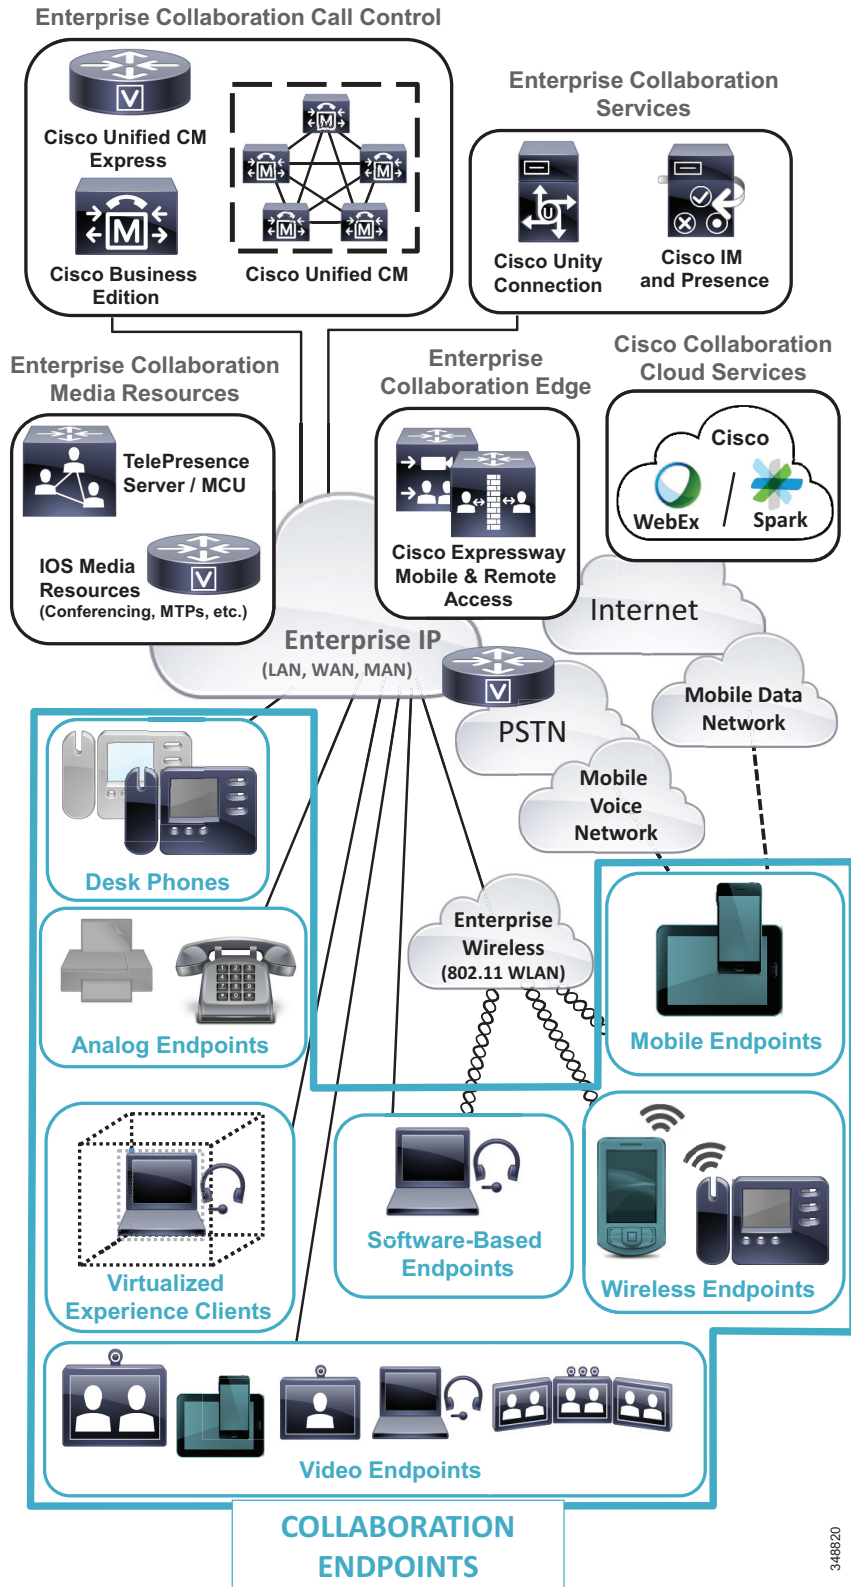 Enterprise Collaboration Call Control
V
Cisco Unified CM
Express
M
Cisco Business
Edition
M
M
M
M
M
Cisco Unified CM
Enterprise Collaboration
Services
U
Cisco Unity
Connection
Cisco IM
and Presence
Enterprise Collaboration
Media Resources
TelePresence
Server / MCU
IOS Media
Resources
(Conferencing, MTPs, etc.)
V
Enterprise
Collaboration Edge
Cisco Expressway
Mobile & Remote
Access
Cisco Collaboration
Cloud Services
Cisco
WebEx
/
Spark
Internet
Enterprise IP
(LAN, WAN, MAN)
V
PSTN
Mobile Data
Network
Mobile
Voice
Network
Desk Phones
Enterprise
Wireless
(802.11 WLAN)
Analog Endpoints
Mobile Endpoints
Virtualized
Experience Clients
Software-Based
Endpoints
Wireless Endpoints
Video Endpoints
COLLABORATION
ENDPOINTS
348820